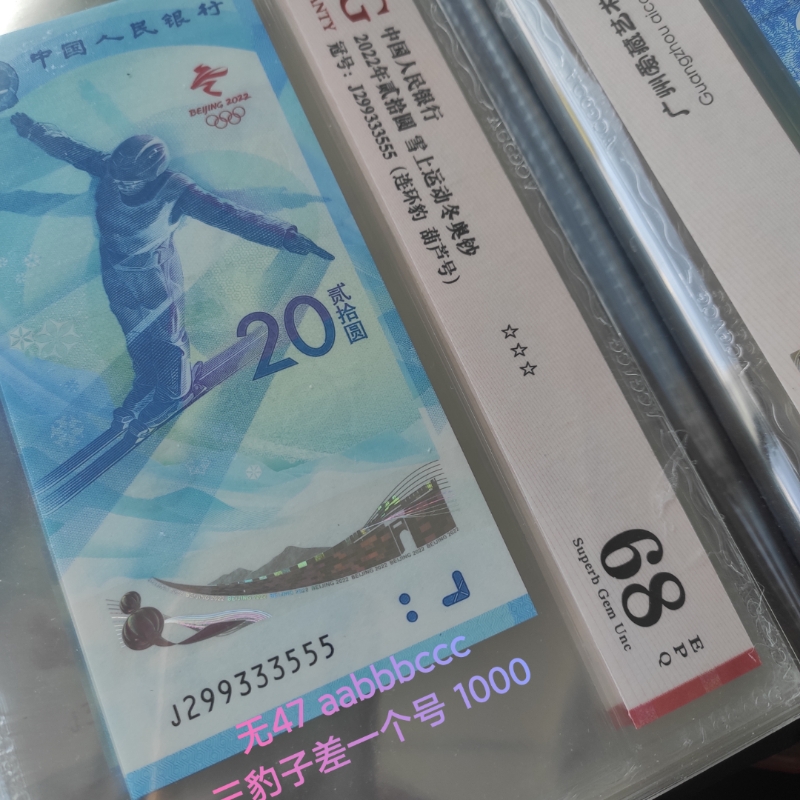 中国人民银行
BEIJING 2022
20
贰拾圆
J299333555
RANTY
G
中国人民银行
2022年贰拾圆 雪上运动冬奥钞
冠号：J299333555（连环豹 葫芦号）
☆☆☆
68
EPQ
Superb Gem Unc
Guangzhou
无47 aabbbccc
三豹子差一个号 1000